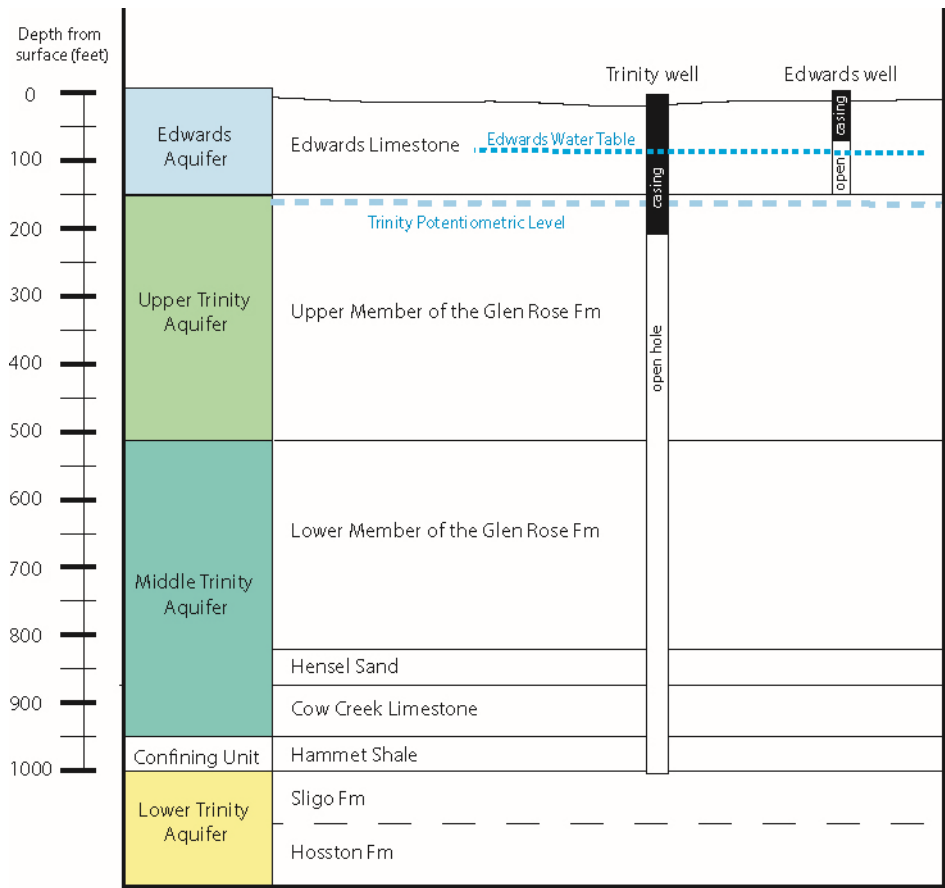 Depth from
surface (feet)
0
100
200
300
400
500
600
700
800
900
1000
Edwards
Aquifer
Upper Trinity
Aquifer
Middle Trinity
Aquifer
Confining Unit
Lower Trinity
Aquifer
Edwards Limestone
Edwards Water Table
Trinity Potentiometric Level
Upper Member of the Glen Rose Fm
Lower Member of the Glen Rose Fm
Hensel Sand
Cow Creek Limestone
Hammet Shale
Sligo Fm
Hosston Fm
Trinity well
casing
open hole
Edwards well
casing
open